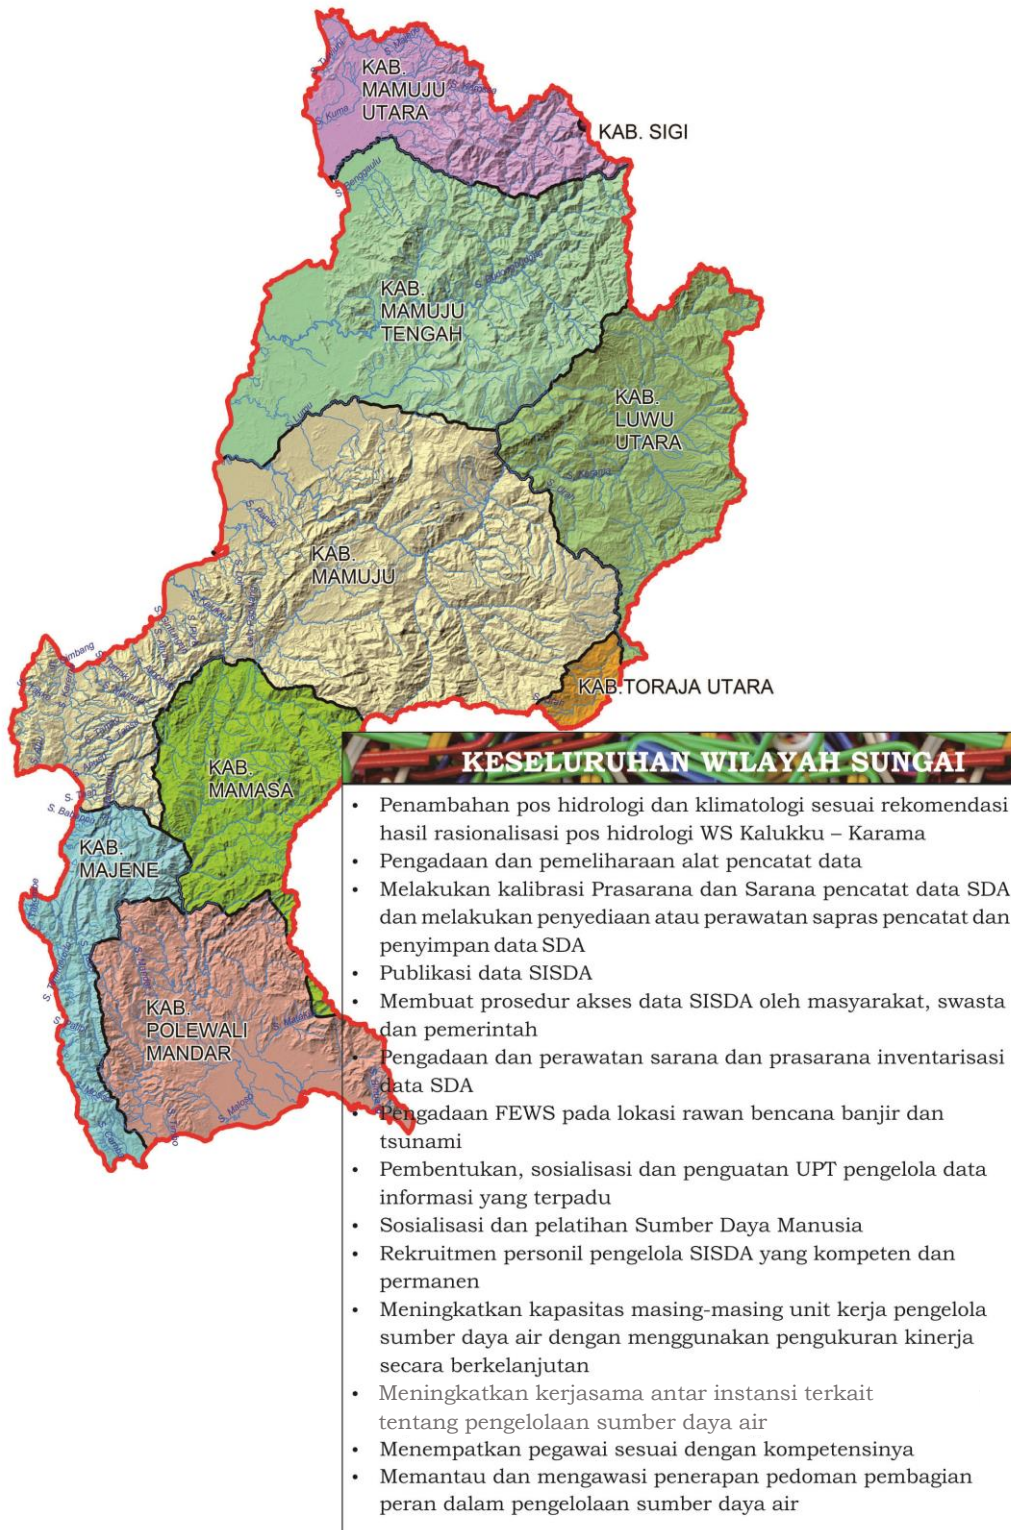 KAB.
MAMUJU
UTARA
S. Kuma
KAB. SIGI
S. Benggaulu
KAB.
MAMUJU
TENGAH
KAB.
LUWU
UTARA
KAB.
MAMUJU
KAB.TORAJA UTARA
KAB.
MAMASA
KAB.
MAJENE
KAB.
POLEWALI
MANDAR
S. Mandar
S. Maloso
KESELURUHAN WILAYAH SUNGAI
• Penambahan pos hidrologi dan klimatologi sesuai rekomendasi
hasil rasionalisasi pos hidrologi WS Kalukku – Karama
• Pengadaan dan pemeliharaan alat pencatat data
• Melakukan kalibrasi Prasarana dan Sarana pencatat data SDA
dan melakukan penyediaan atau perawatan sapras pencatat dan
penyimpan data SDA
• Publikasi data SISDA
• Membuat prosedur akses data SISDA oleh masyarakat, swasta
dan pemerintah
• Pengadaan dan perawatan sarana dan prasarana inventarisasi
data SDA
• Pengadaan FEWS pada lokasi rawan bencana banjir dan
tsunami
• Pembentukan, sosialisasi dan penguatan UPT pengelola data
informasi yang terpadu
• Sosialisasi dan pelatihan Sumber Daya Manusia
• Rekruitmen personil pengelola SISDA yang kompeten dan
permanen
• Meningkatkan kapasitas masing-masing unit kerja pengelola
sumber daya air dengan menggunakan pengukuran kinerja
secara berkelanjutan
• Meningkatkan kerjasama antar instansi terkait
tentang pengelolaan sumber daya air
• Menempatkan pegawai sesuai dengan kompetensinya
• Memantau dan mengawasi penerapan pedoman pembagian
peran dalam pengelolaan sumber daya air